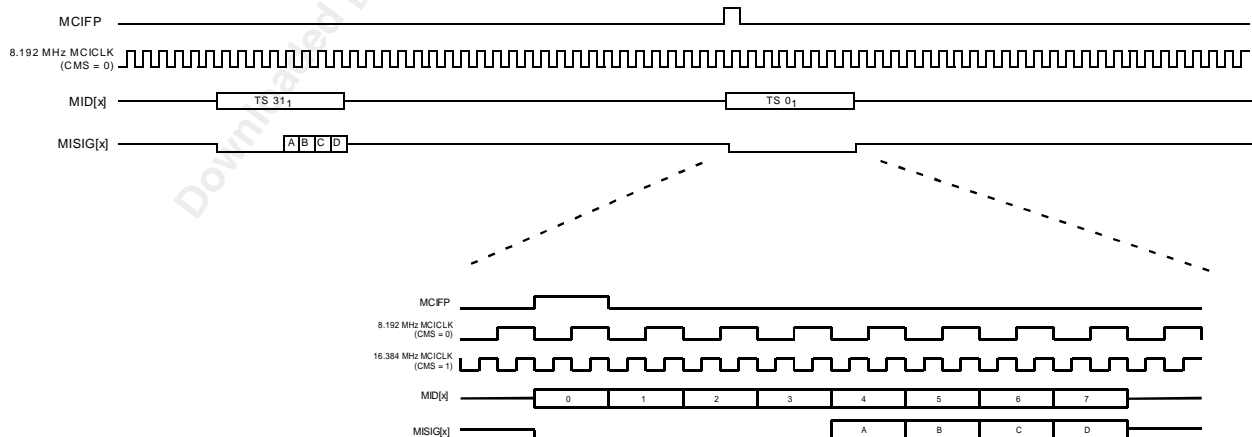 MCIFP
8.192 MHz MCICLK
(CMS = 0)
MID[x]
TS 31₁
TS 0₁
MISIG[x]
A B C D
Downloaded
MCIFP
8.192 MHz MCICLK
(CMS = 0)
16.384 MHz MCICLK
(CMS = 1)
MID[x]
0 1 2 3 4 5 6 7
MISIG[x]
A B C D